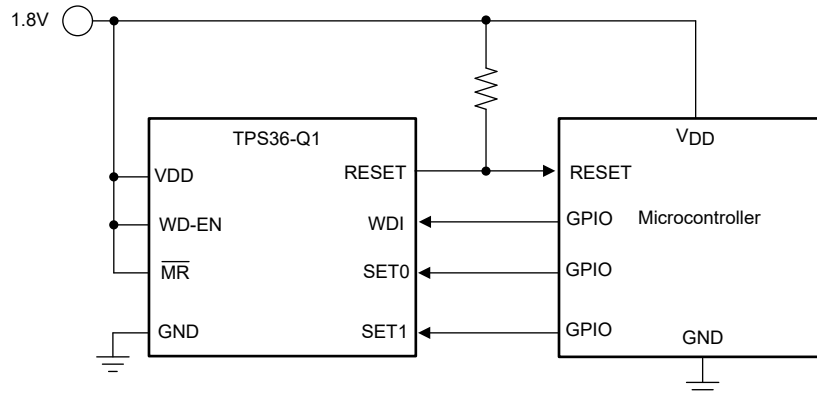 1.8V
TPS36-Q1
VDD
RESET
WD-EN
WDI
MR
SET0
GND
SET1
VDD
RESET
GPIO
Microcontroller
GPIO
GPIO
GND